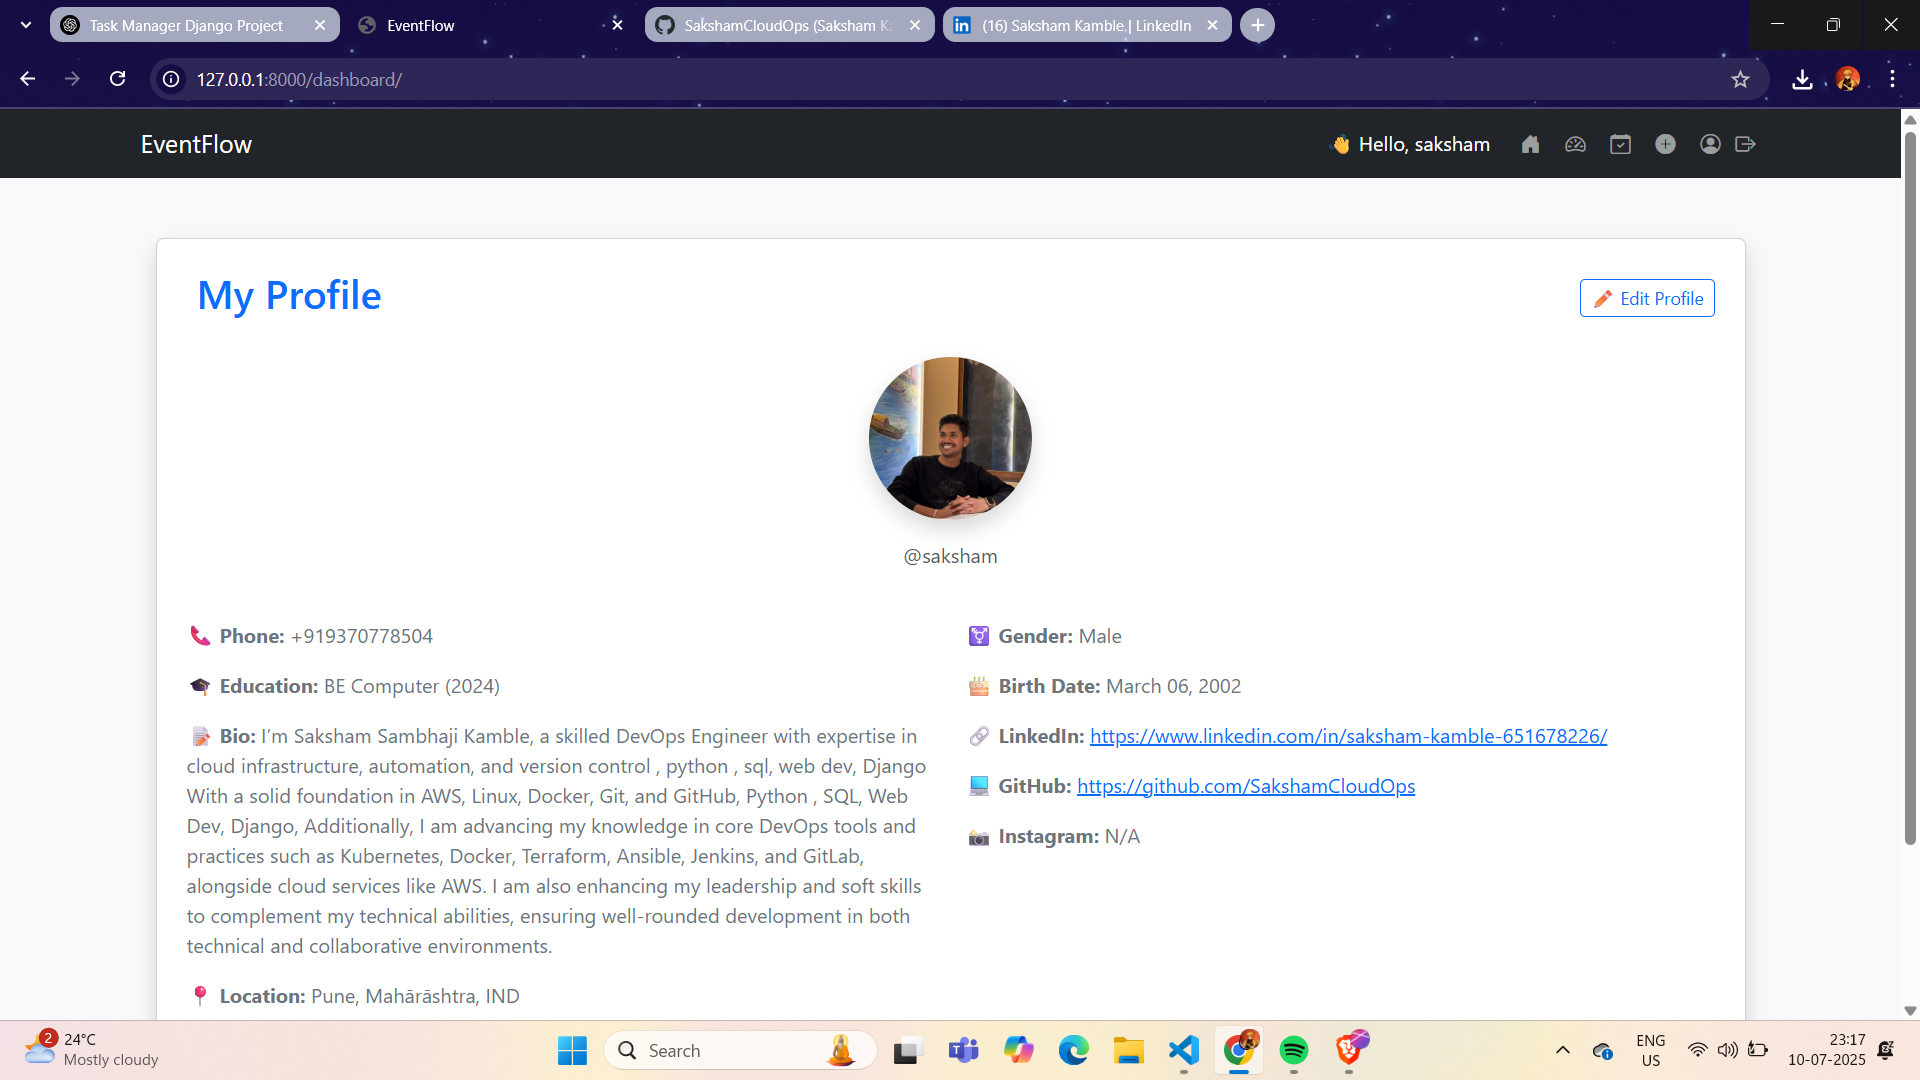 Task Manager Django Project
EventFlow
SakshamCloudOps (Saksham Ka
(16) Saksham Kamble | LinkedIn
127.0.0.1:8000/dashboard/
EventFlow
👋 Hello, saksham
My Profile
Edit Profile
@saksham
Phone: +919370778504
Education: BE Computer (2024)
Bio: I’m Saksham Sambhaji Kamble, a skilled DevOps Engineer with expertise in
cloud infrastructure, automation, and version control , python , sql, web dev, Django
With a solid foundation in AWS, Linux, Docker, Git, and GitHub, Python , SQL, Web
Dev, Django, Additionally, I am advancing my knowledge in core DevOps tools and
practices such as Kubernetes, Docker, Terraform, Ansible, Jenkins, and GitLab,
alongside cloud services like AWS. I am also enhancing my leadership and soft skills
to complement my technical abilities, ensuring well-rounded development in both
technical and collaborative environments.
Location: Pune, Mahārāshtra, IND
Gender: Male
Birth Date: March 06, 2002
LinkedIn: https://www.linkedin.com/in/saksham-kamble-651678226/
GitHub: https://github.com/SakshamCloudOps
Instagram: N/A
2
24°C
Mostly cloudy
Search
ENG
US
23:17
10-07-2025